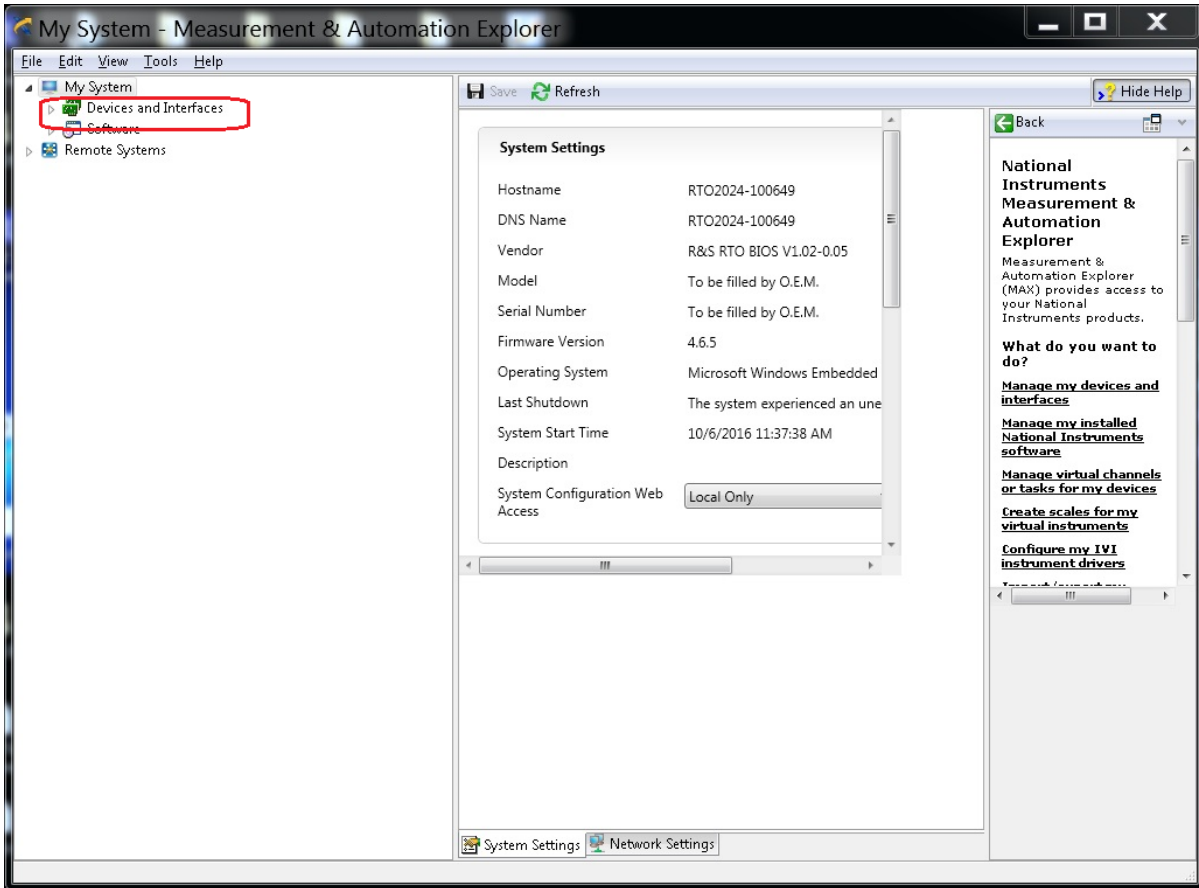 My System - Measurement & Automation Explorer
File Edit View Tools Help
My System
Devices and Interfaces
Software
Remote Systems
Save Refresh
Hide Help
System Settings
Hostname RTO2024-100649
DNS Name RTO2024-100649
Vendor R&S RTO BIOS V1.02-0.05
Model To be filled by O.E.M.
Serial Number To be filled by O.E.M.
Firmware Version 4.6.5
Operating System Microsoft Windows Embedded
Last Shutdown The system experienced an une
System Start Time 10/6/2016 11:37:38 AM
Description
System Configuration Web
Access
Local Only
System Settings Network Settings
Back
National
Instruments
Measurement &
Automation
Explorer
Measurement &
Automation Explorer
(MAX) provides access to
your National
Instruments products.
What do you want to
do?
Manage my devices and
interfaces
Manage my installed
National Instruments
software
Manage virtual channels
or tasks for my devices
Create scales for my
virtual instruments
Configure my IVI
instrument drivers